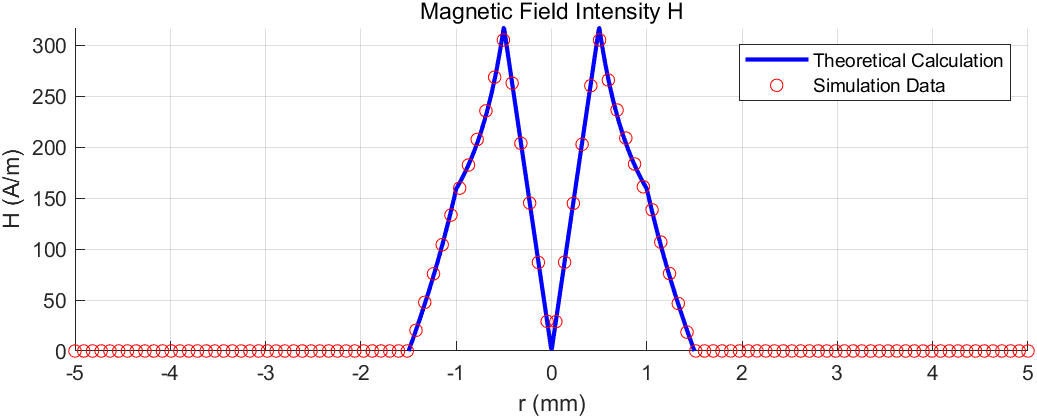 Magnetic Field Intensity H
300
250
200
150
100
50
0
H (A/m)
Theoretical Calculation
Simulation Data
-5 -4 -3 -2 -1 0 1 2 3 4 5
r (mm)